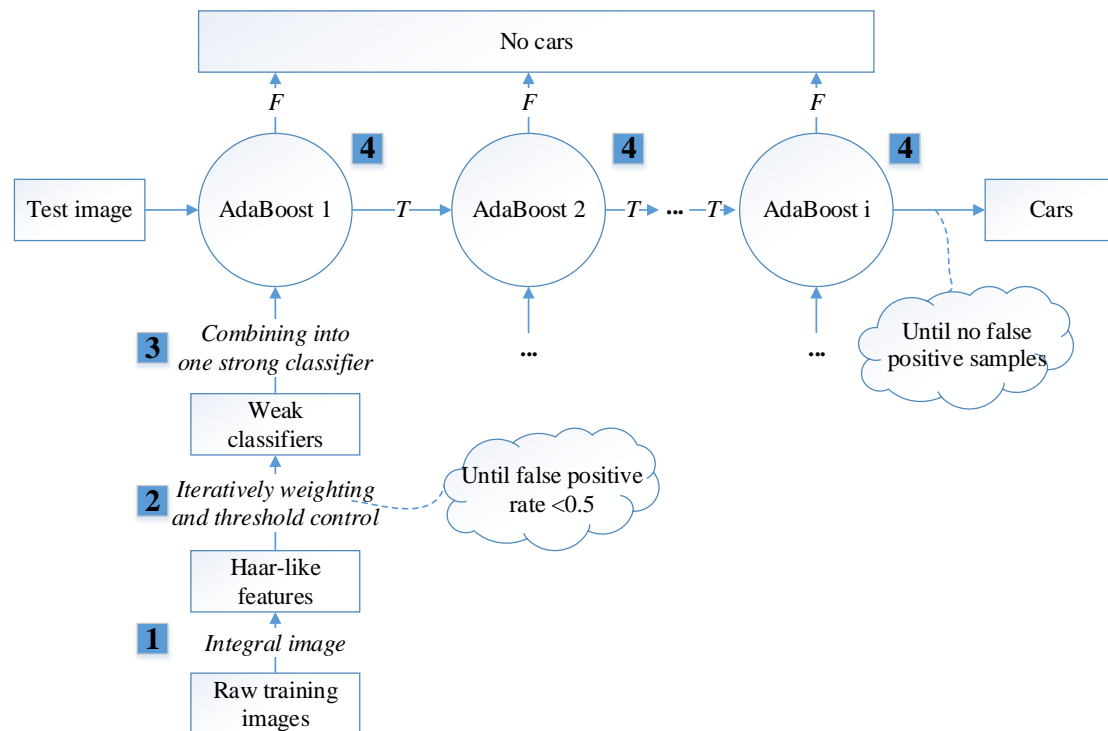 No cars
F
F
F
4
4
4
Test image
AdaBoost 1
T
AdaBoost 2
T
...
T
AdaBoost i
Cars
3
Combining into
one strong classifier
...
...
Until no false
positive samples
Weak
classifiers
2
Iteratively weighting
and threshold control
Until false positive
rate <0.5
Haar-like
features
1
Integral image
Raw training
images